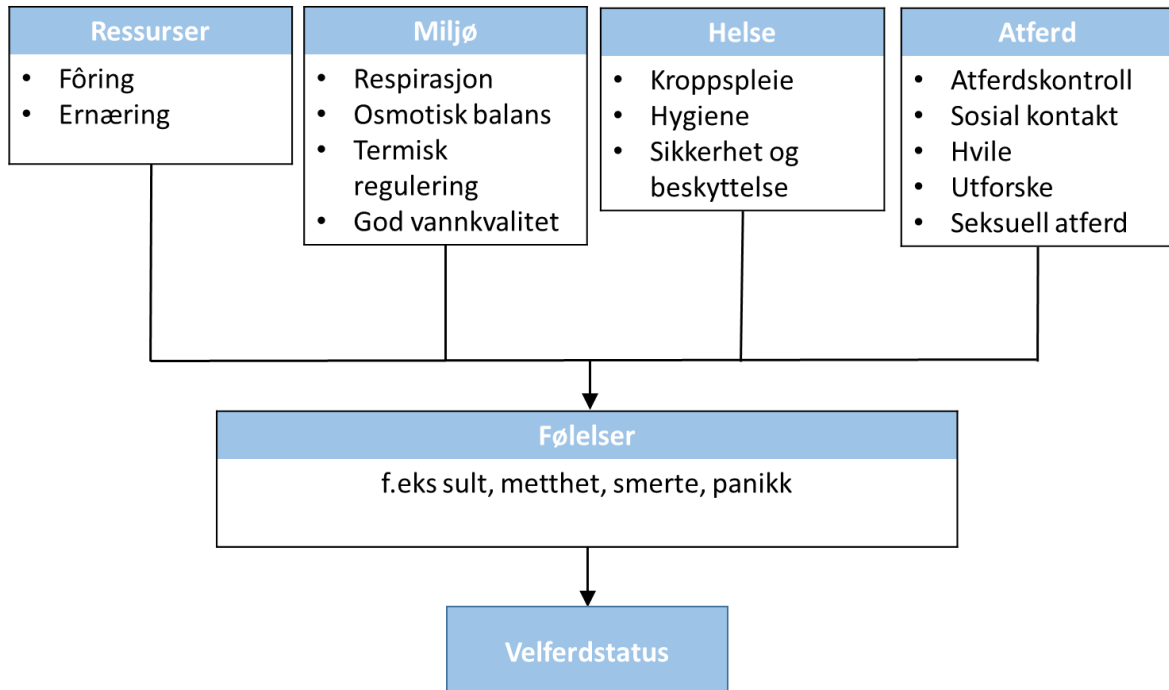 Ressurser
• Fôring
• Ernæring
Miljø
• Respirasjon
• Osmotisk balans
• Termisk
regulering
• God vannkvalitet
Helse
• Kroppspleie
• Hygiene
• Sikkerhet og
beskyttelse
Atferd
• Atferdskontroll
• Sosial kontakt
• Hvile
• Utforske
• Seksuell atferd
Følelser
f.eks sult, metthet, smerte, panikk
Velferdstatus